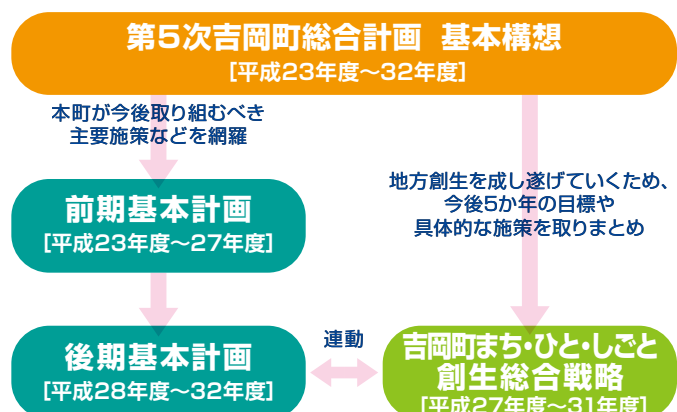 第5次吉岡町総合計画 基本構想
[平成23年度～32年度]
本町が今後取り組むべき
主要施策などを網羅
前期基本計画
[平成23年度～27年度]
地方創生を成し遂げていくため、
今後5か年の目標や
具体的な施策を取りまとめ
後期基本計画
[平成28年度～32年度]
連動
吉岡町まち・ひと・しごと
創生総合戦略
[平成27年度～31年度]